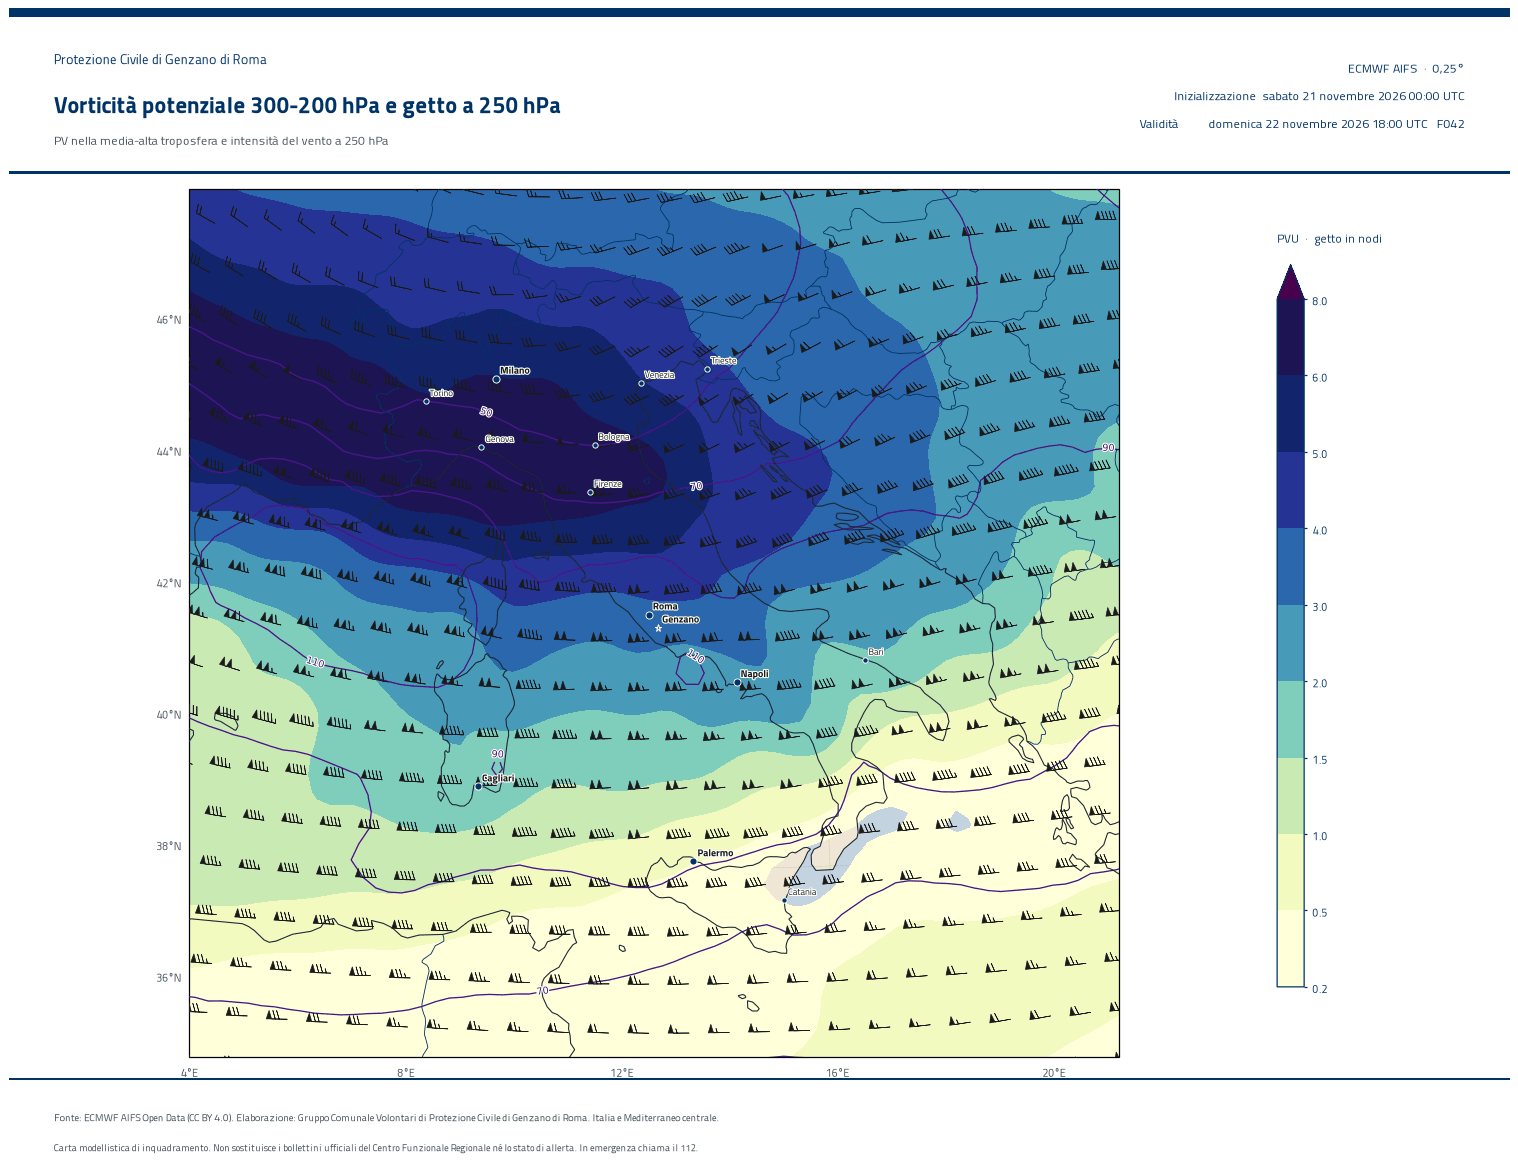 Protezione Civile di Genzano di Roma
Vorticità potenziale 300-200 hPa e getto a 250 hPa
PV nella media-alta troposfera e intensità del vento a 250 hPa
ECMWF AIFS · 0,25°
Inizializzazione sabato 21 novembre 2026 00:00 UTC
Validità domenica 22 novembre 2026 18:00 UTC F042
PVU · getto in nodi
8.0
6.0
5.0
4.0
3.0
2.0
1.5
1.0
0.5
0.2
46°N
44°N
42°N
40°N
38°N
36°N
4°E
8°E
12°E
16°E
20°E
Trieste
Milano
Venezia
Turino
50
Genova
Bologna
90
Firenze
70
Roma
Genzano
110
110
Bari
Napoli
90
Cagliari
Palermo
Catania
70
Fonte: ECMWF AIFS Open Data (CC BY 4.0). Elaborazione: Gruppo Comunale Volontari di Protezione Civile di Genzano di Roma. Italia e Mediterraneo centrale.
Carta modellistica di inquadramento. Non sostituisce i bollettini ufficiali del Centro Funzionale Regionale né lo stato di allerta. In emergenza chiama il 112.